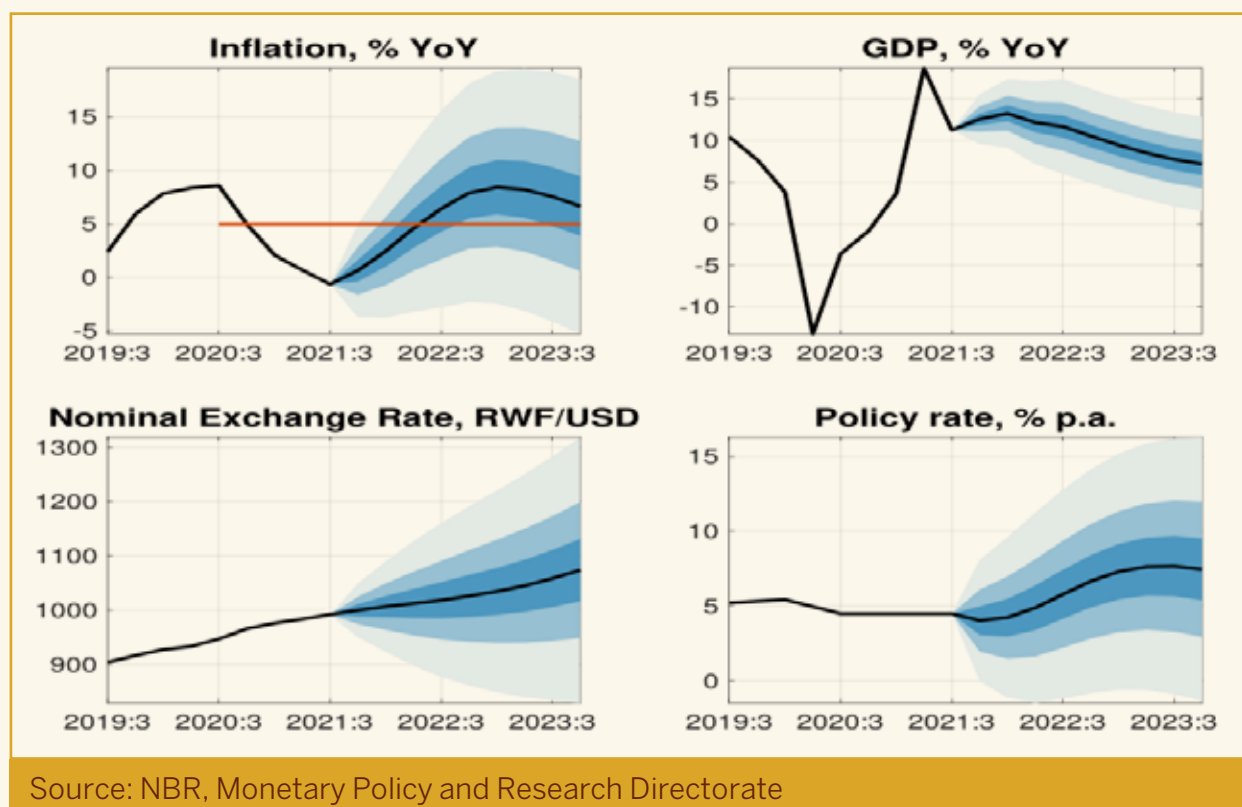 Inflation, % YoY
15
10
5
0
-5
2019:3 2020:3 2021:3 2022:3 2023:3
GDP, % YoY
15
10
5
0
-5
-10
2019:3 2020:3 2021:3 2022:3 2023:3
Nominal Exchange Rate, RWF/USD
1300
1200
1100
1000
900
2019:3 2020:3 2021:3 2022:3 2023:3
Policy rate, % p.a.
15
10
5
0
2019:3 2020:3 2021:3 2022:3 2023:3
Source: NBR, Monetary Policy and Research Directorate